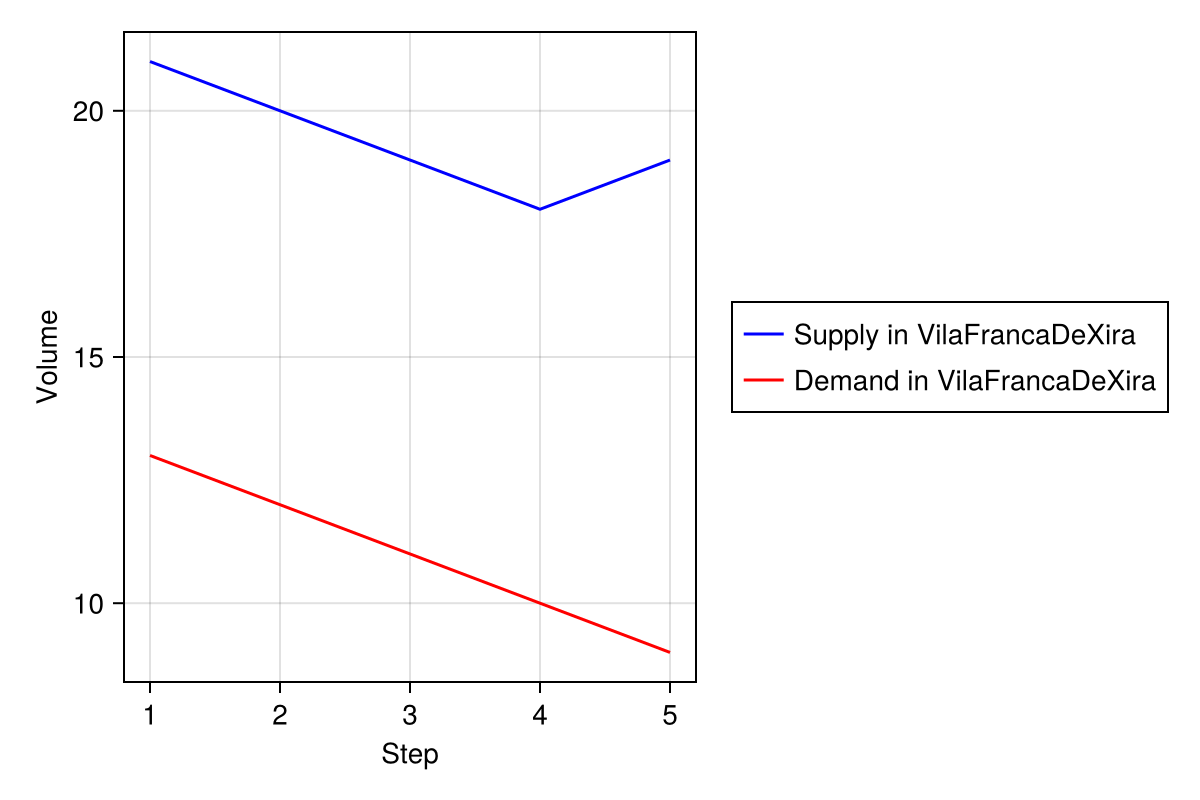 20
15
10
Volume
1 2 3 4 5
Step
Supply in VilaFrancaDeXira
Demand in VilaFrancaDeXira